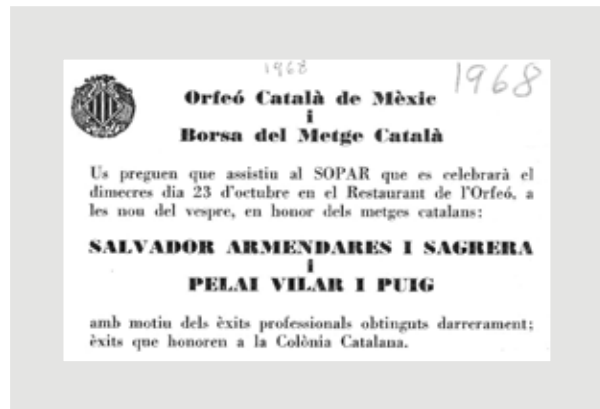 1968
1968
Orfeó Català de Mèxic
i
Borsa del Metge Català
Us preguen que assistiu al SOPAR que es celebrarà el
dimecres dia 23 d'octubre en el Restaurant de l'Orfeó, a
les nou del vespre, en honor dels metges catalans:
SALVADOR ARMENDARES I SAGRERA
i
PELAI VILAR I PUIG
amb motiu dels èxits professionals obtinguts darrerament;
èxits que honoren a la Colònia Catalana.